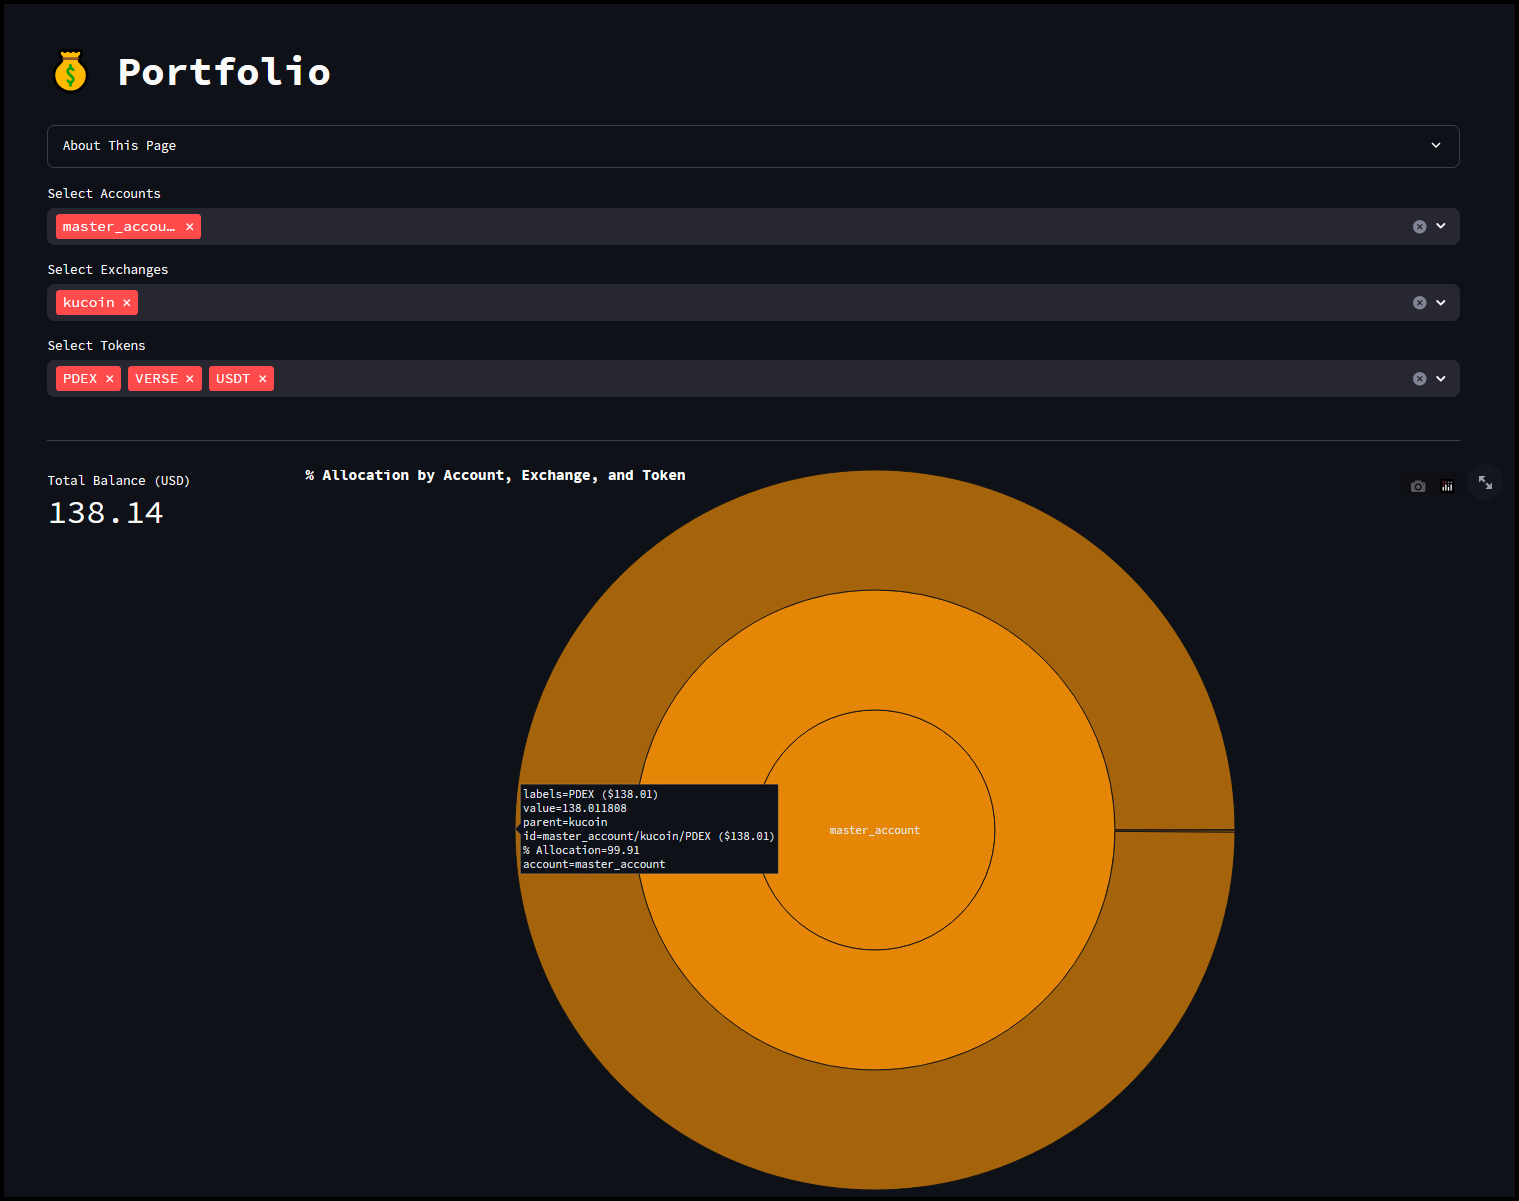 Portfolio
About This Page
Select Accounts
master_accou…
Select Exchanges
kucoin
Select Tokens
PDEX VERSE USDT
Total Balance (USD)
138.14
% Allocation by Account, Exchange, and Token
labels=PDEX ($138.01)
value=138.011808
parent=kucoin
id=master_account/kucoin/PDEX ($138.01)
% Allocation=99.91
account=master_account
master_account